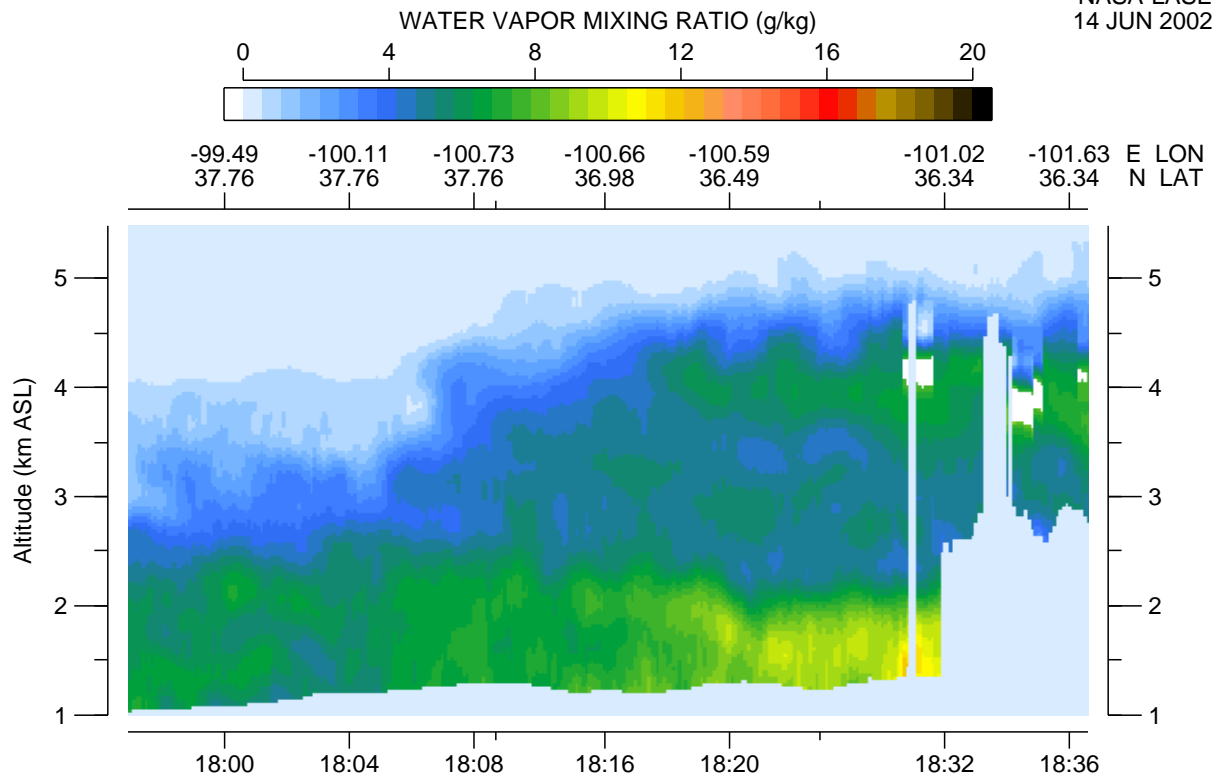 NASA LASE
WATER VAPOR MIXING RATIO (g/kg)
14 JUN 2002
0 4 8 12 16 20
-99.49 -100.11 -100.73 -100.66 -100.59 -101.02 -101.63 E LON
37.76 37.76 37.76 36.98 36.49 36.34 36.34 N LAT
5 5
4 4
Altitude (km ASL)
3 3
2 2
1 1
18:00 18:04 18:08 18:16 18:20 18:32 18:36